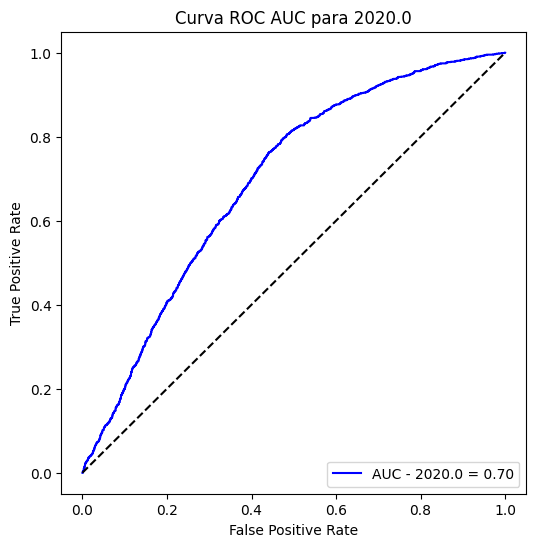 Curva ROC AUC para 2020.0
1.0
0.8
0.6
0.4
0.2
0.0
True Positive Rate
AUC - 2020.0 = 0.70
0.0 0.2 0.4 0.6 0.8 1.0
False Positive Rate